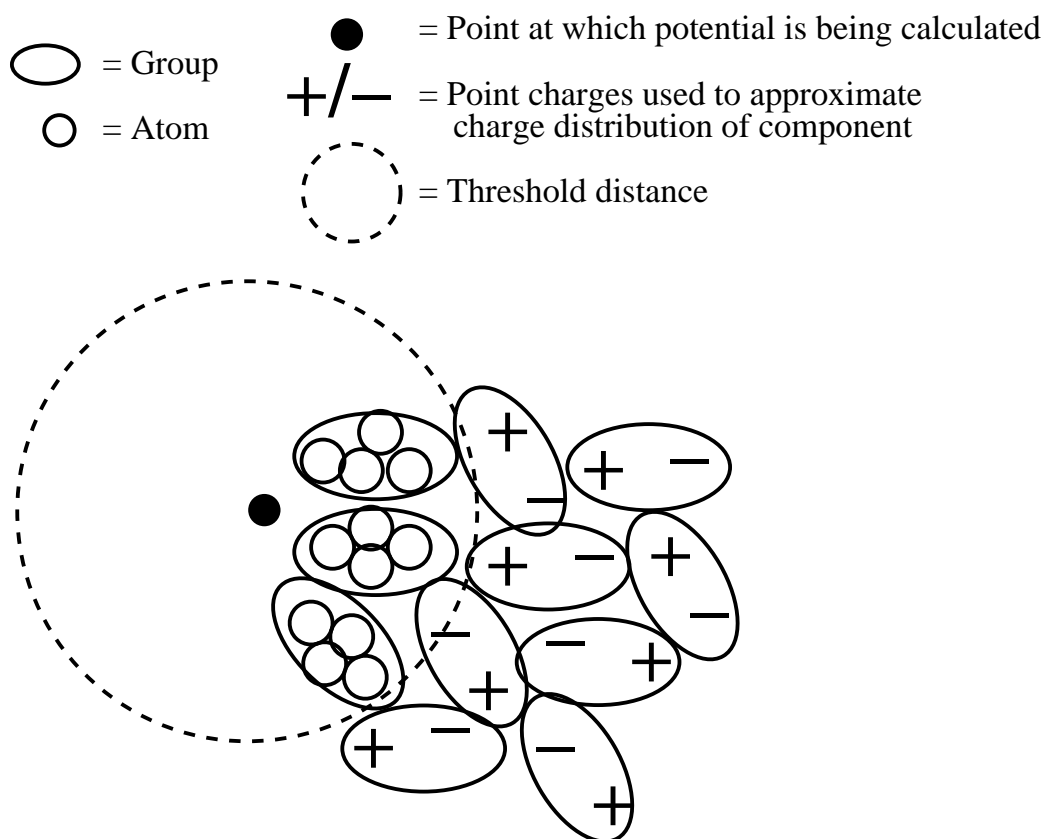 = Group
= Atom
= Point at which potential is being calculated
+/− = Point charges used to approximate
charge distribution of component
= Threshold distance
+
−
+
−
+
−
+
−
−
+
−
+
+
−
−
+